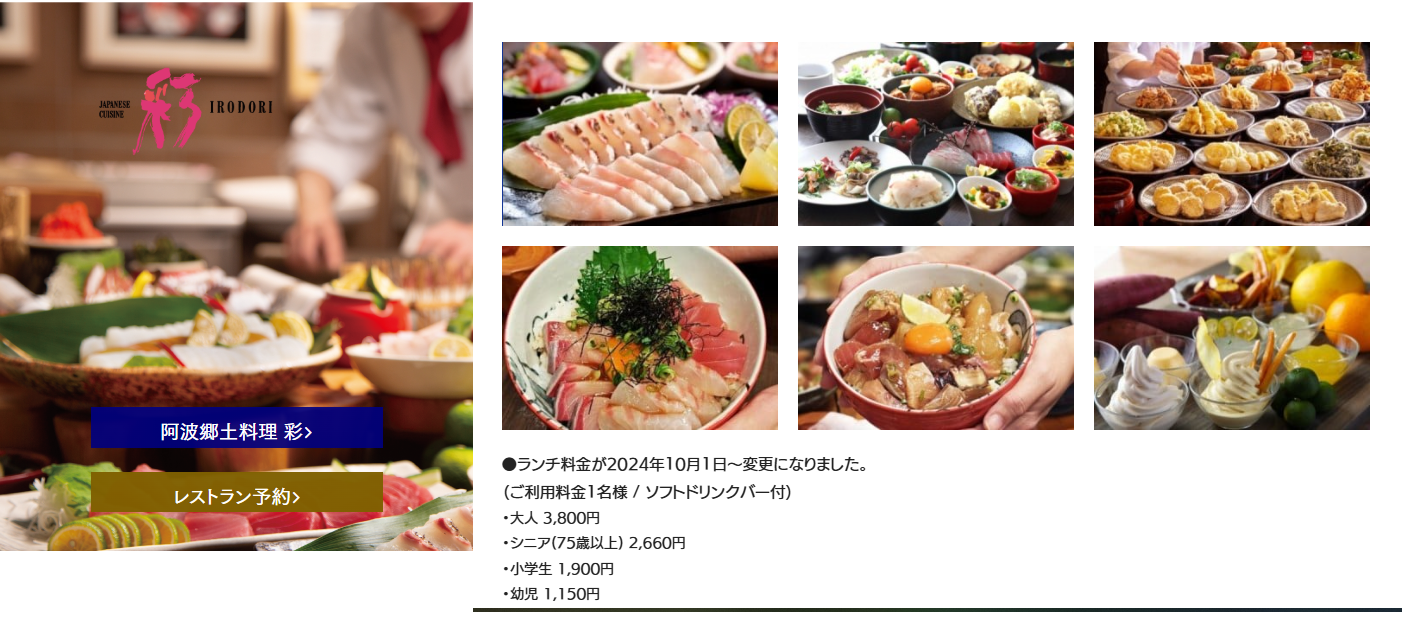 JAPANESE
CUISINE
彩
IRODORI
阿波郷土料理 彩>
レストラン予約>
●ランチ料金が2024年10月1日～変更になりました。
(ご利用料金1名様 / ソフトドリンクバー付)
・大人 3,800円
・シニア(75歳以上) 2,660円
・小学生 1,900円
・幼児 1,150円